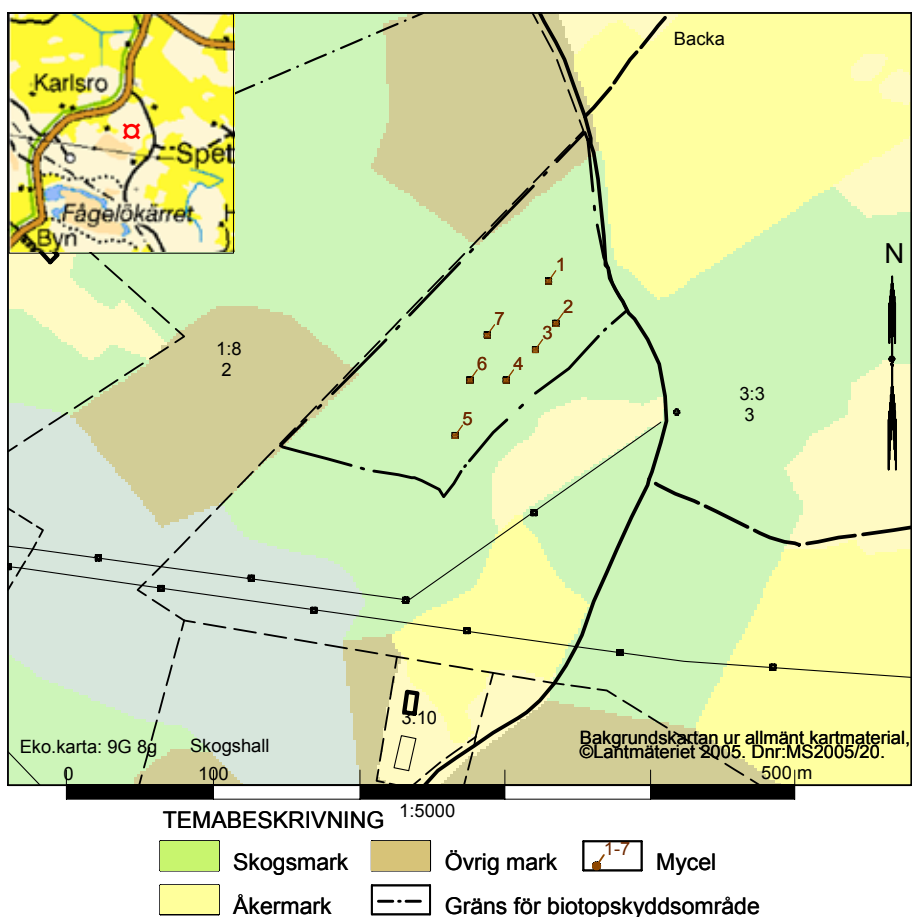 Backa
Karlsro
Spet
Fågelökärret
Byn
N
1
2
3
7
6
4
5
1:8
2
3:3
3
3:10
Eko.karta: 9G 8g
Skogshall
Bakgrundskartan ur allmänt kartmaterial,
©Lantmäteriet 2005. Dnr:MS2005/20.
0 100 500 m
1:5000
TEMABESKRIVNING
Skogsmark
Övrig mark
1-7
Mycel
Åkermark
Gräns för biotopskyddsområde